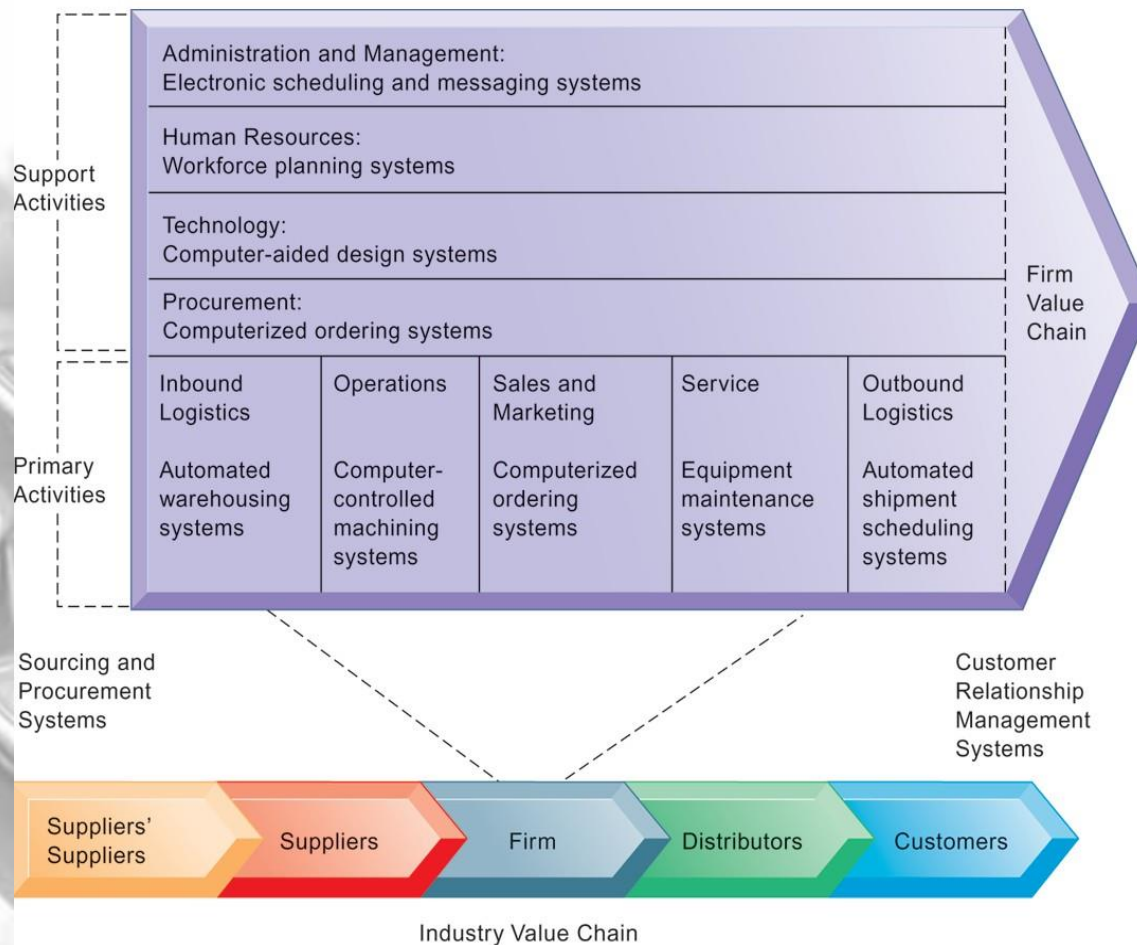 Administration and Management:
Electronic scheduling and messaging systems
Human Resources:
Workforce planning systems
Support
Activities
Technology:
Computer-aided design systems
Procurement:
Computerized ordering systems
Firm
Value
Chain
Primary
Activities
Inbound
Logistics
Automated
warehousing
systems
Operations
Computer-
controlled
machining
systems
Sales and
Marketing
Computerized
ordering
systems
Service
Equipment
maintenance
systems
Outbound
Logistics
Automated
shipment
scheduling
systems
Sourcing and
Procurement
Systems
Customer
Relationship
Management
Systems
Suppliers'
Suppliers
Suppliers
Firm
Distributors
Customers
Industry Value Chain